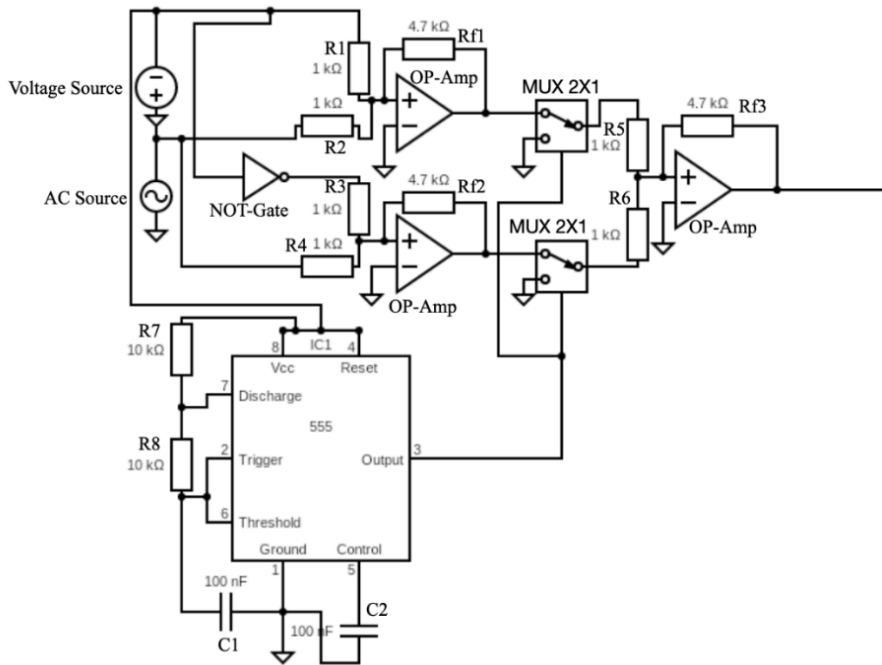 4.7 kΩ
Rf1
R1
1 kΩ
OP-Amp
Voltage Source
MUX 2X1
1 kΩ
R2
4.7 kΩ
Rf3
R5
1 kΩ
R3
4.7 kΩ
Rf2
AC Source
NOT-Gate
1 kΩ
R6
OP-Amp
MUX 2X1
R4 1 kΩ
1 kΩ
OP-Amp
R7
10 kΩ
8
IC1
4
Vcc
Reset
7
Discharge
555
R8
10 kΩ
2
Trigger
Output
3
6
Threshold
Ground
Control
1
5
100 nF
C1
100 nF
C2